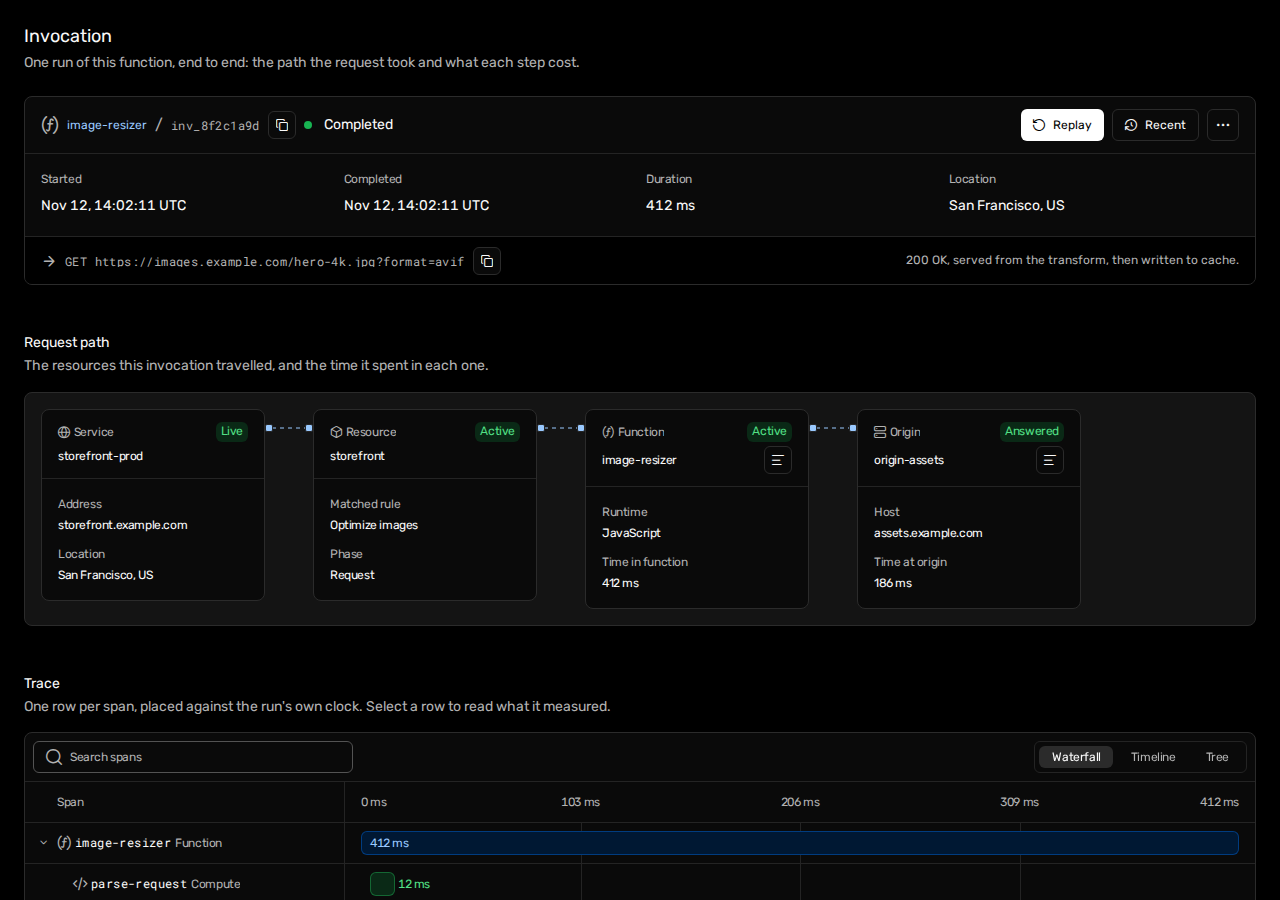 Invocation
One run of this function, end to end: the path the request took and what each step cost.
image-resizer / inv_8f2c1a9d Completed Replay Recent
Started Completed Duration Location
Nov 12, 14:02:11 UTC Nov 12, 14:02:11 UTC 412 ms San Francisco, US
GET https://images.example.com/hero-4k.jpg?format=avif 200 OK, served from the transform, then written to cache.
Request path
The resources this invocation travelled, and the time it spent in each one.
Service Live
storefront-prod
Address
storefront.example.com
Location
San Francisco, US
Resource Active
storefront
Matched rule
Optimize images
Phase
Request
Function Active
image-resizer
Runtime
JavaScript
Time in function
412 ms
Origin Answered
origin-assets
Host
assets.example.com
Time at origin
186 ms
Trace
One row per span, placed against the run's own clock. Select a row to read what it measured.
Search spans Waterfall Timeline Tree
Span 0 ms 103 ms 206 ms 309 ms 412 ms
image-resizer Function 412 ms
parse-request Compute 12 ms